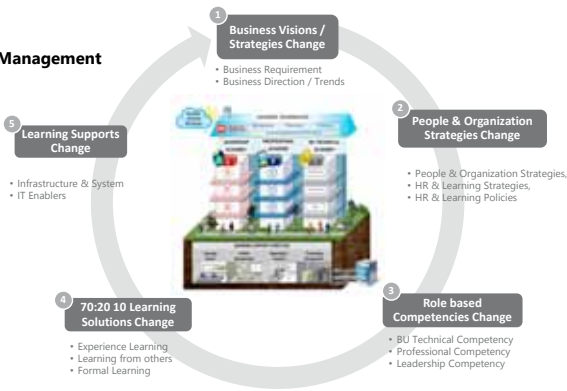 Management
1
Business Visions /
Strategies Change
• Business Requirement
• Business Direction / Trends
2
People & Organization
Strategies Change
• People & Organization Strategies,
• HR & Learning Strategies,
• HR & Learning Policies
3
Role based
Competencies Change
• BU Technical Competency
• Professional Competency
• Leadership Competency
4
70:20 10 Learning
Solutions Change
• Experience Learning
• Learning from others
• Formal Learning
5
Learning Supports
Change
• Infrastructure & System
• IT Enablers